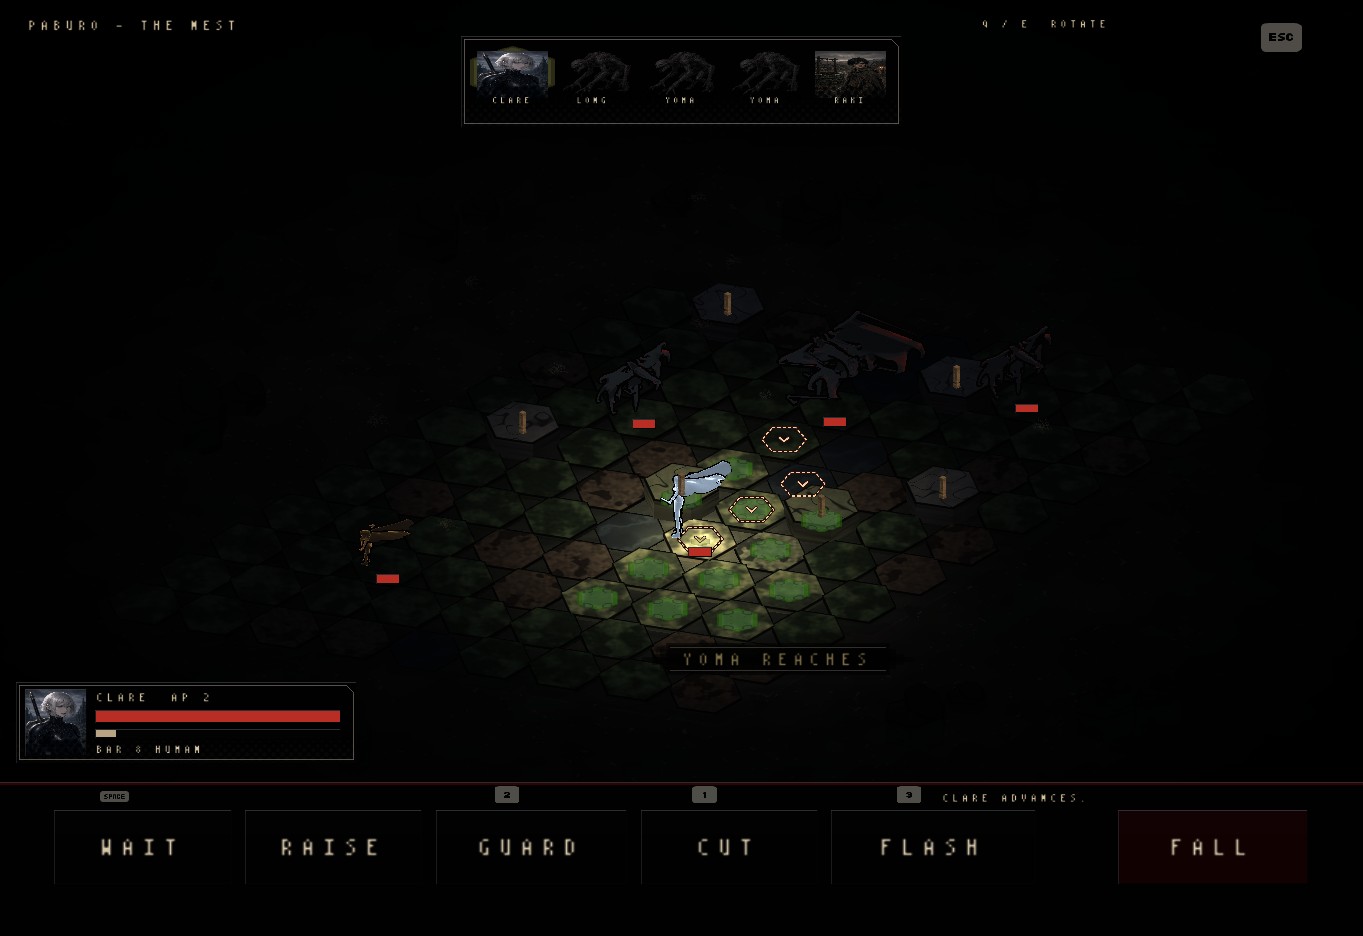 PABURO - THE WEST
Q / E ROTATE
ESC
CLARE
LONG
YOMA
YOMA
RAKI
YOMA REACHES
CLARE AP 2
BAR 8 HUMAN
SPACE
2
1
3
CLARE ADVANCES.
WAIT
RAISE
GUARD
CUT
FLASH
FALL